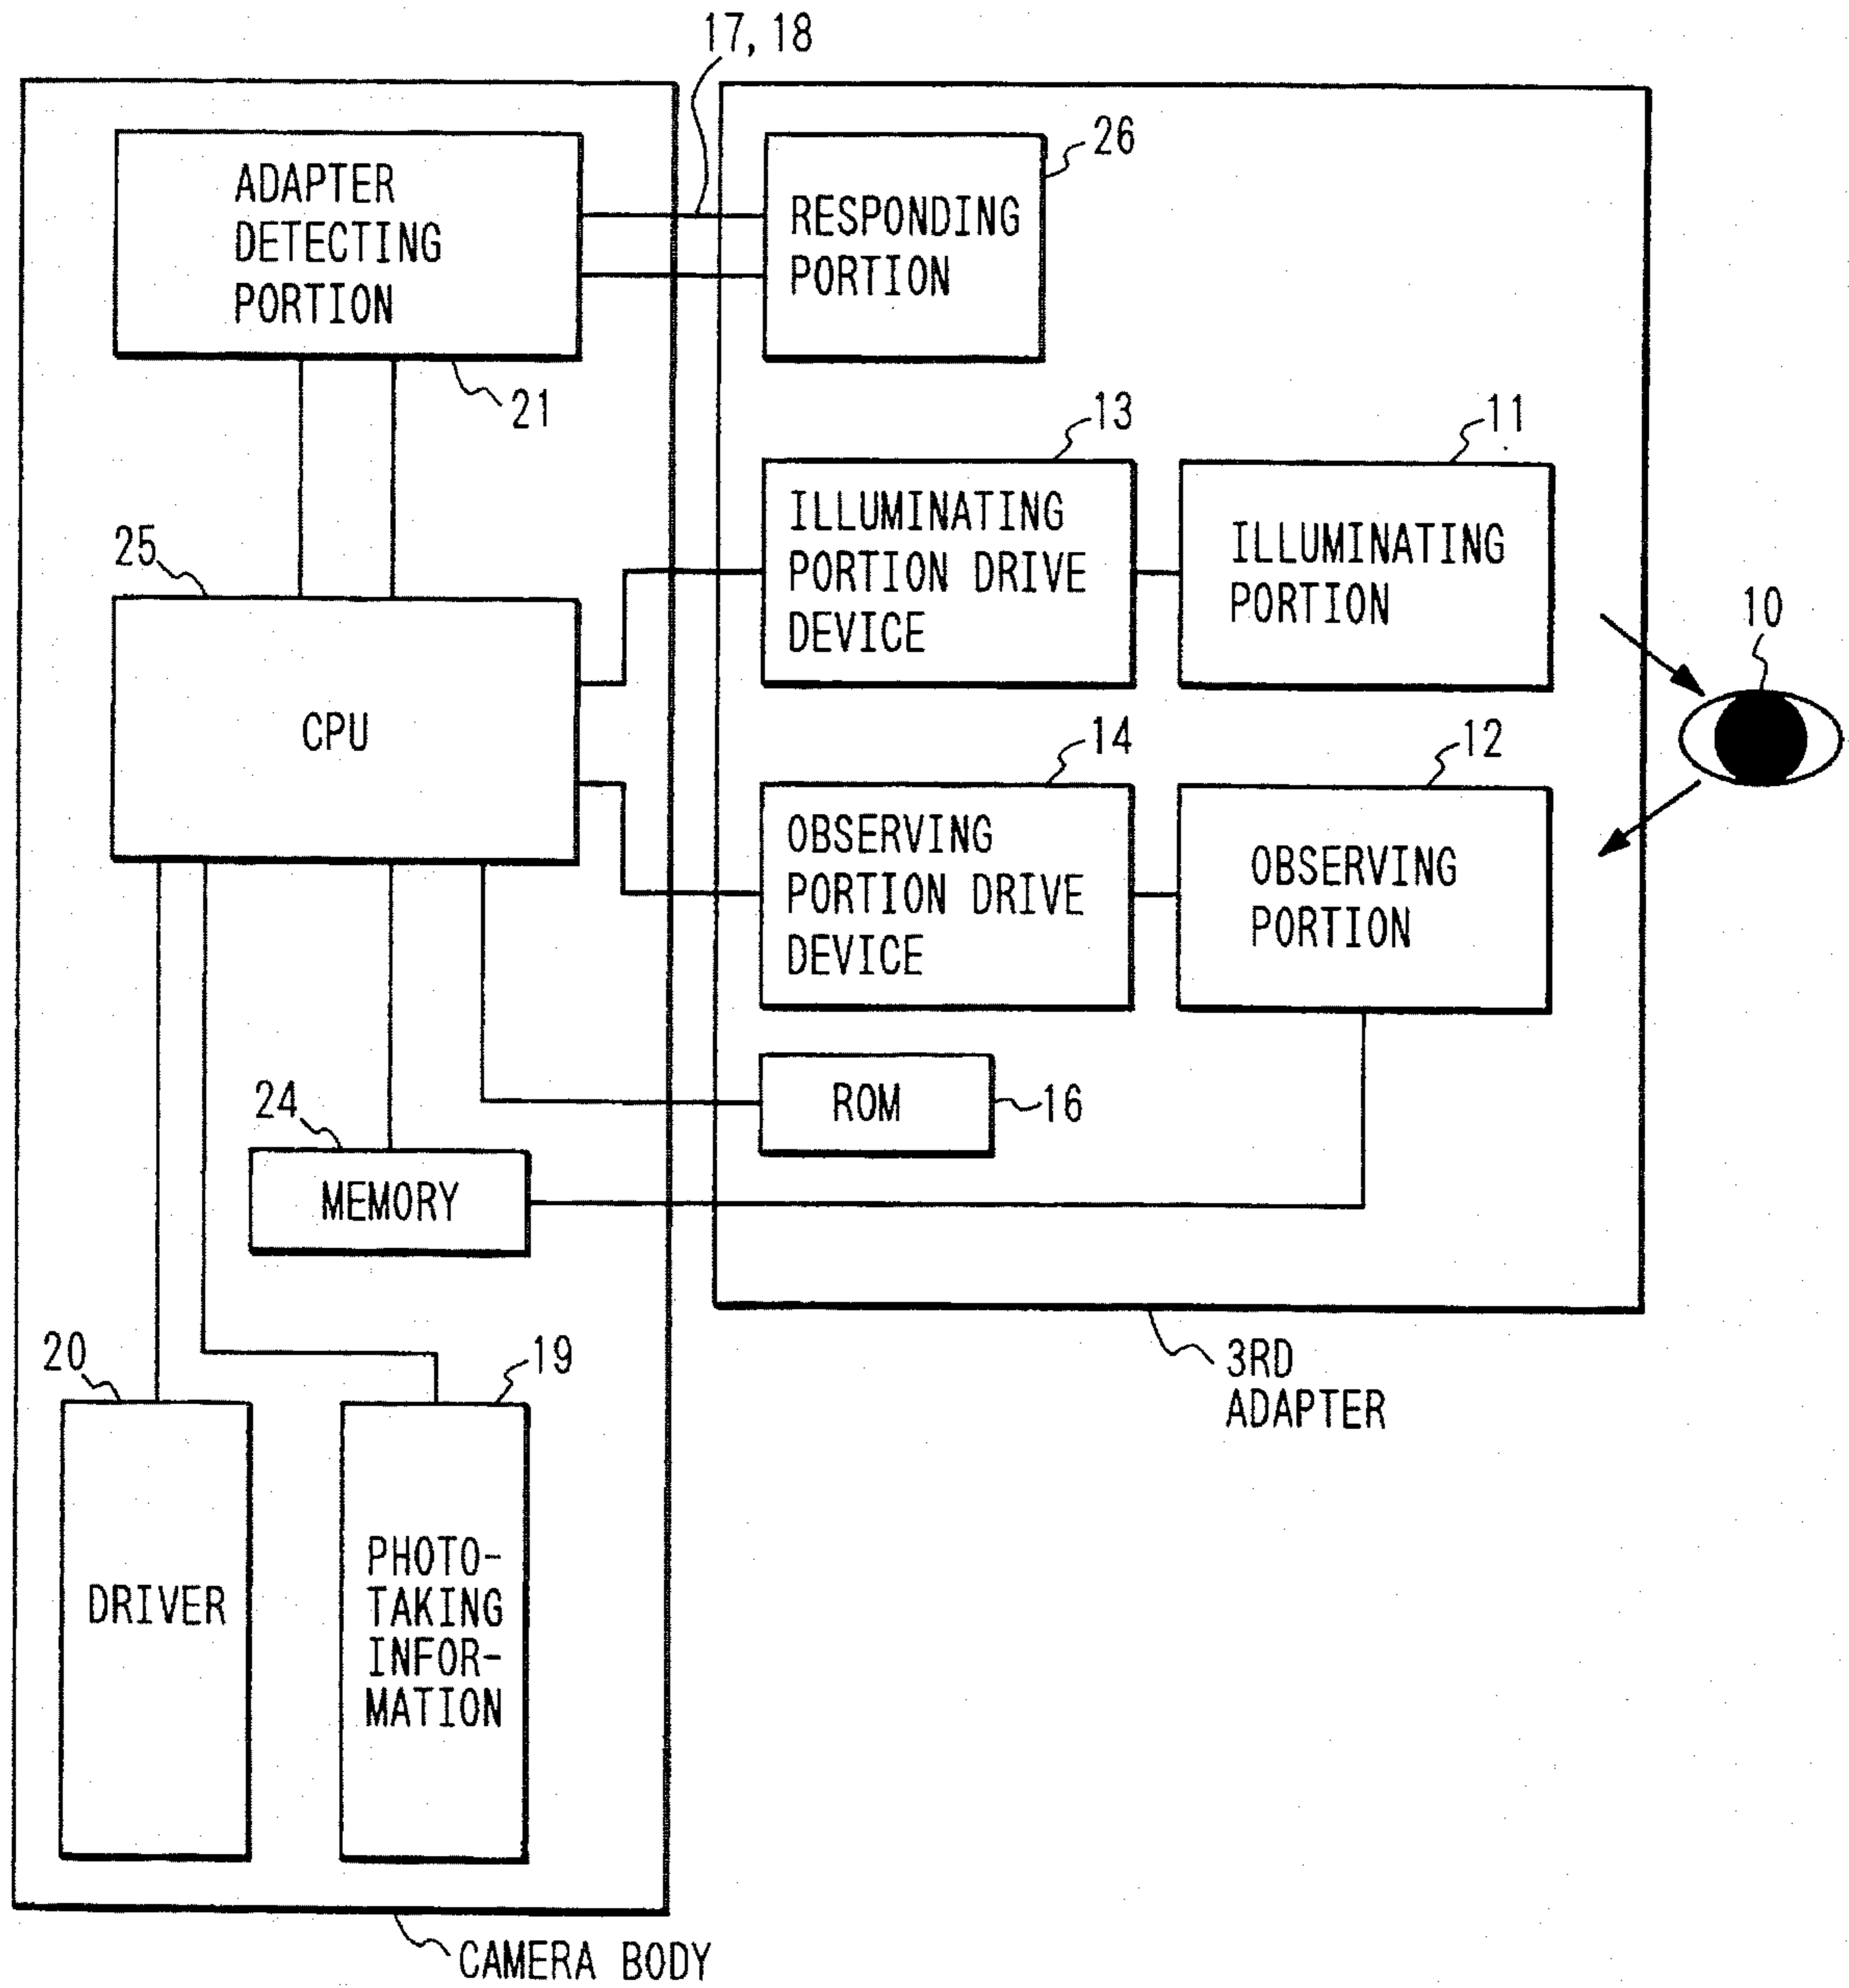 17, 18
ADAPTER
DETECTING
PORTION
21
RESPONDING
PORTION
26
25
CPU
13
ILLUMINATING
PORTION DRIVE
DEVICE
11
ILLUMINATING
PORTION
10
14
OBSERVING
PORTION DRIVE
DEVICE
12
OBSERVING
PORTION
ROM
16
24
MEMORY
20
DRIVER
19
PHOTO-
TAKING
INFOR-
MATION
3RD
ADAPTER
CAMERA BODY